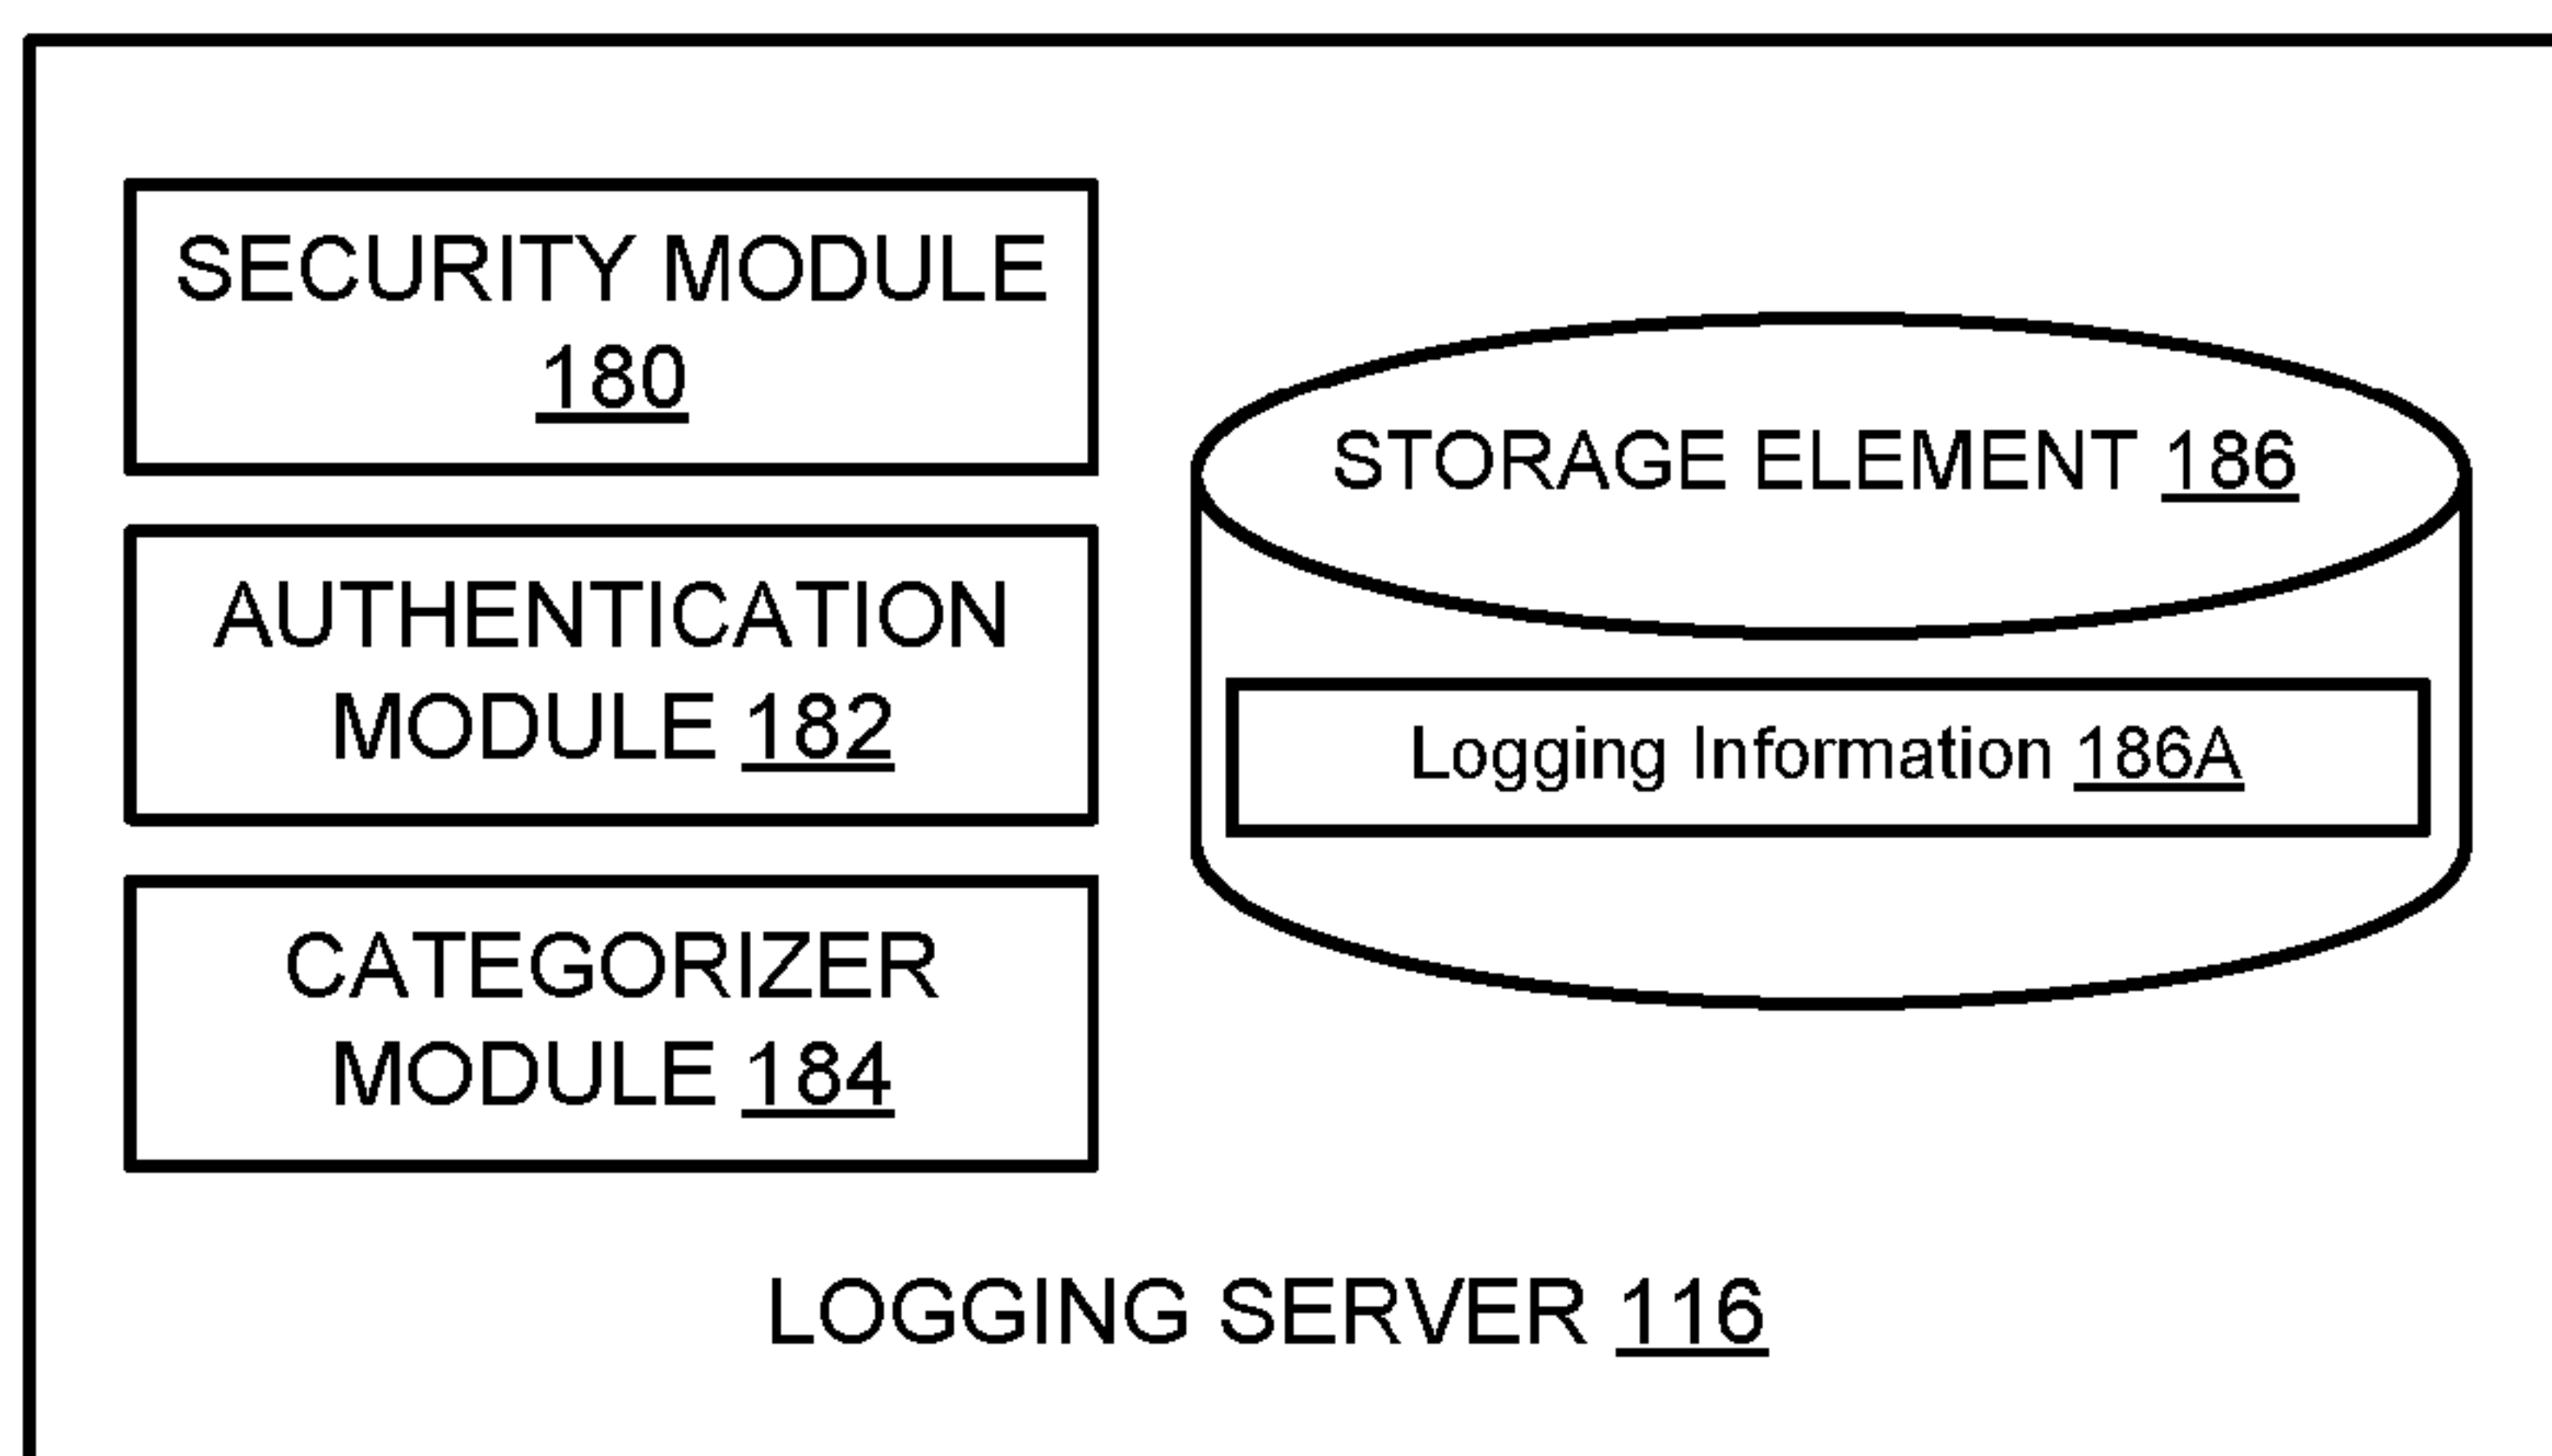 SECURITY MODULE
180
AUTHENTICATION
MODULE 182
CATEGORIZER
MODULE 184
STORAGE ELEMENT 186
Logging Information 186A
LOGGING SERVER 116